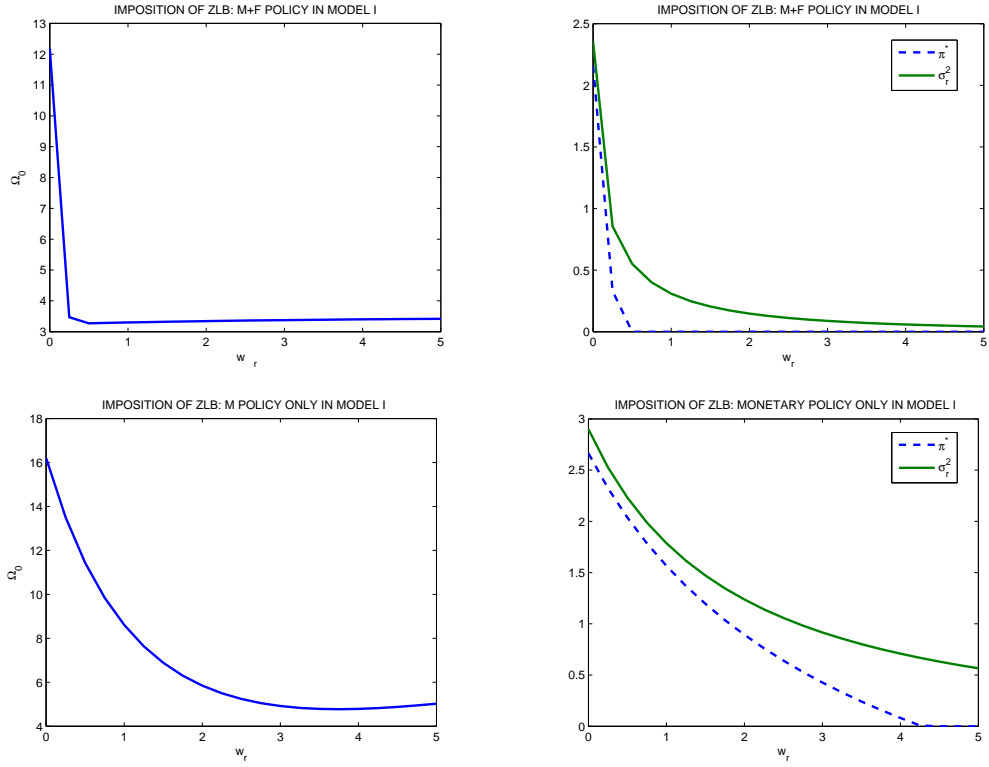 IMPOSITION OF ZLB: M+F POLICY IN MODEL I
13
12
11
10
9
8
7
6
5
4
3
Ω0
0 1 2 3 4 5
w r
IMPOSITION OF ZLB: M+F POLICY IN MODEL I
2.5
2
1.5
1
0.5
0
π*
σr2
0 1 2 3 4 5
w r
IMPOSITION OF ZLB: M POLICY ONLY IN MODEL I
18
16
14
12
10
8
6
4
Ω0
0 1 2 3 4 5
wr
IMPOSITION OF ZLB: MONETARY POLICY ONLY IN MODEL I
3
2.5
2
1.5
1
0.5
0
π*
σr2
0 1 2 3 4 5
wr